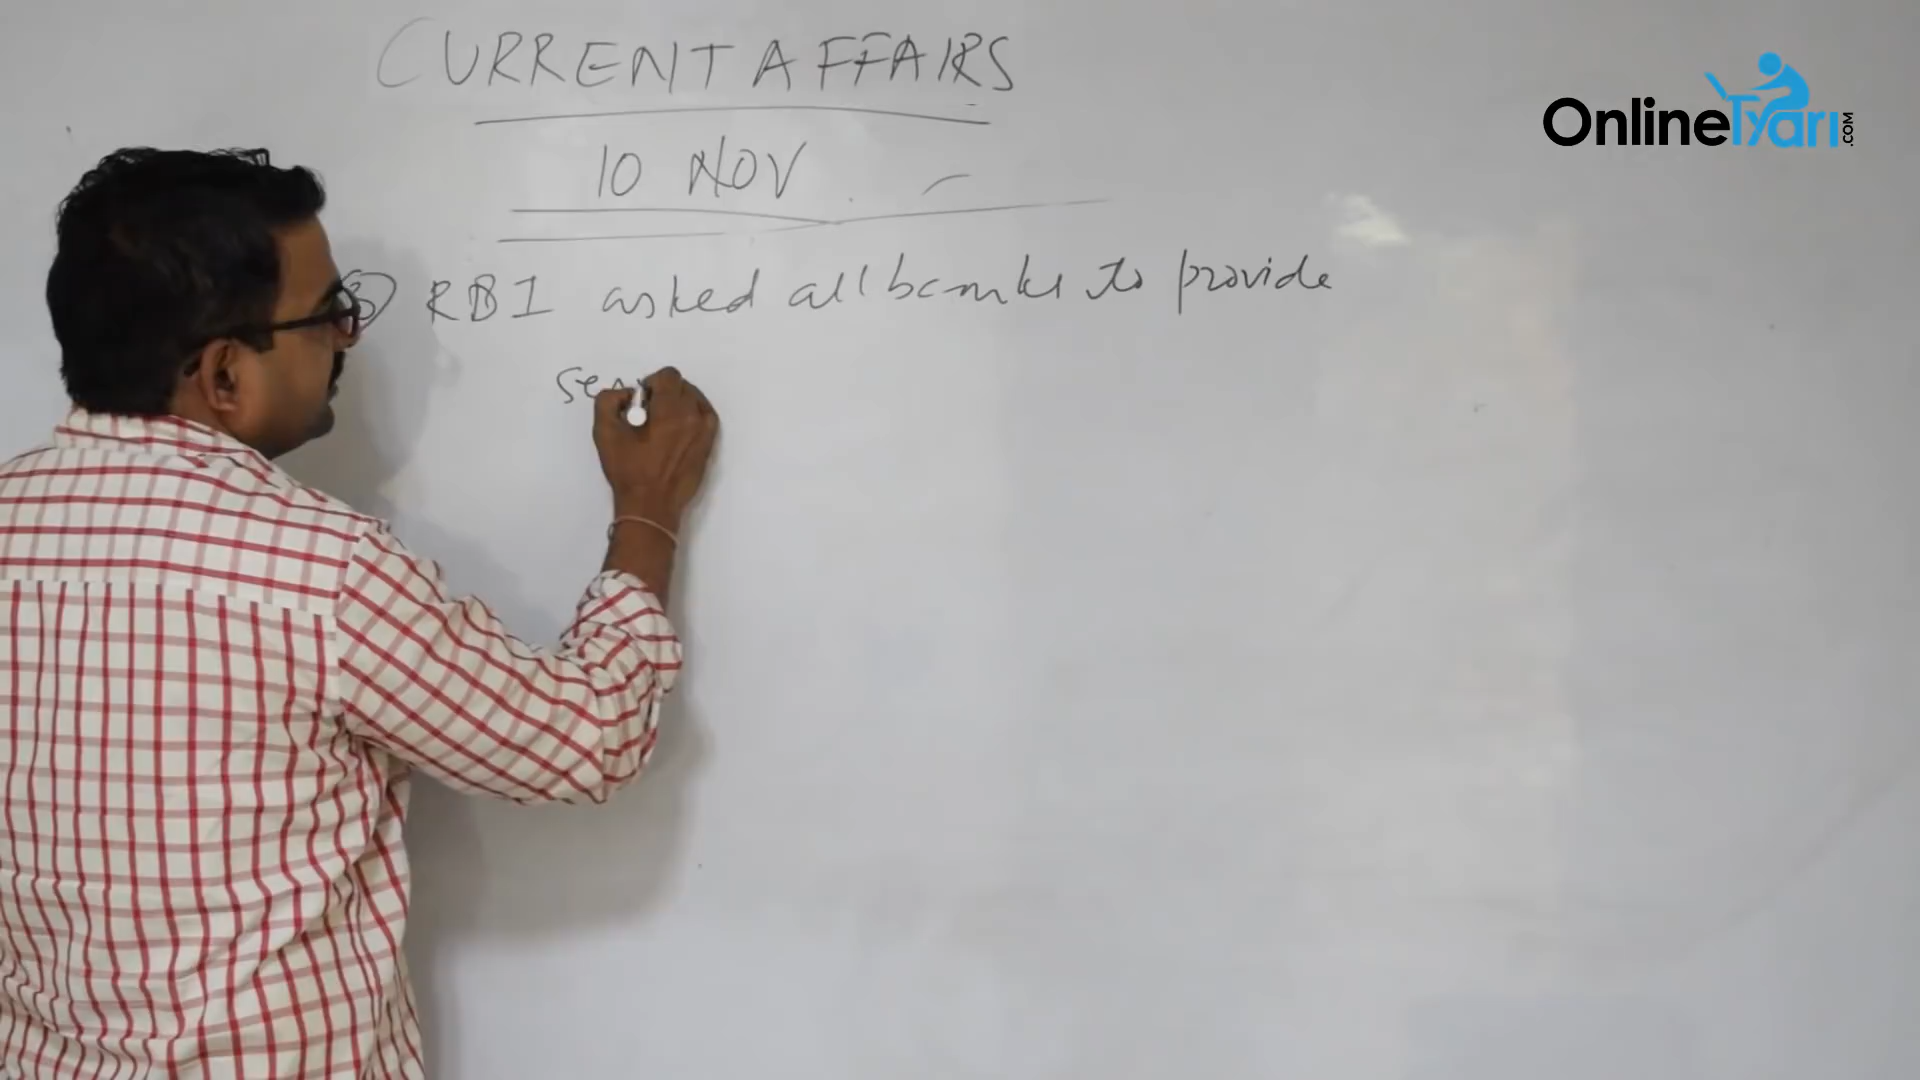 CURRENT AFFAIRS
OnlineTyari.COM
10 NOV
RBI asked all banks to provide